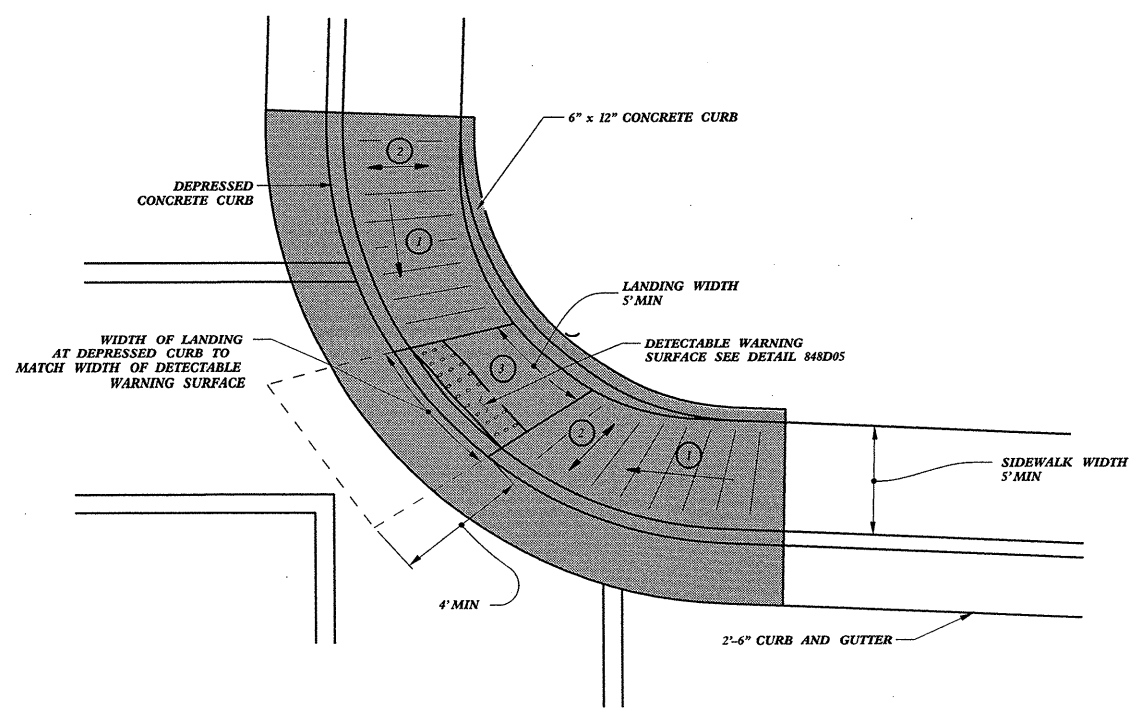 6" x 12" CONCRETE CURB
2
DEPRESSED
CONCRETE CURB
1
LANDING WIDTH
5' MIN
WIDTH OF LANDING
AT DEPRESSED CURB TO
MATCH WIDTH OF DETECTABLE
WARNING SURFACE
DETECTABLE WARNING
SURFACE SEE DETAIL 848D05
3
2
1
SIDEWALK WIDTH
5' MIN
4' MIN
2'-6" CURB AND GUTTER